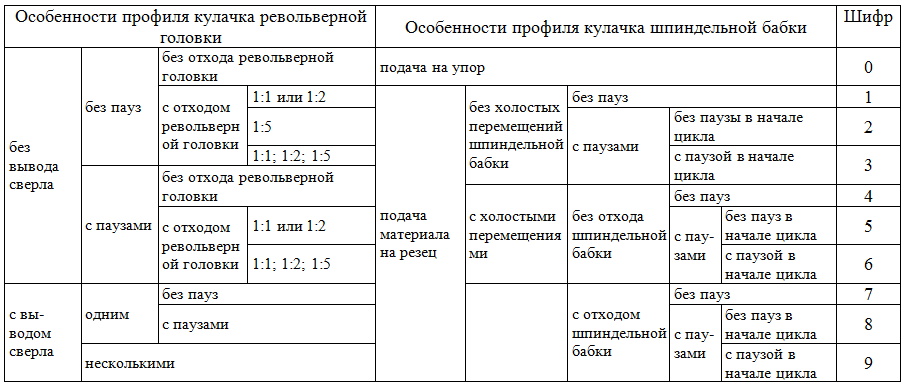 Особенности профиля кулачка револьверной
головки
Особенности профиля кулачка шпиндельной бабки
Шифр
без
вывода
сверла
без пауз
без отхода револьверной
головки
подача на упор
0
с отходом
револьверн
ой головки
1:1 или 1:2
подача
материала
на резец
без холостых
перемещений
шпиндельной
бабки
без пауз
1
1:5
с паузами
без паузы в начале
цикла
2
1:1; 1:2; 1:5
с паузой в начале
цикла
3
с паузами
без отхода револьверной
головки
с холостыми
перемещения
ми
без отхода
шпиндельной
бабки
без пауз
4
с отходом
револьверн
ой головки
1:1 или 1:2
с пау-
зами
без пауз в
начале цикла
5
1:1; 1:2; 1:5
с паузой в
начале цикла
6
с вы-
водом
сверла
одним
без пауз
с отходом
шпиндельной
бабки
без пауз
7
с паузами
с пау-
зами
без пауз в
начале цикла
8
несколькими
с паузой в
начале цикла
9